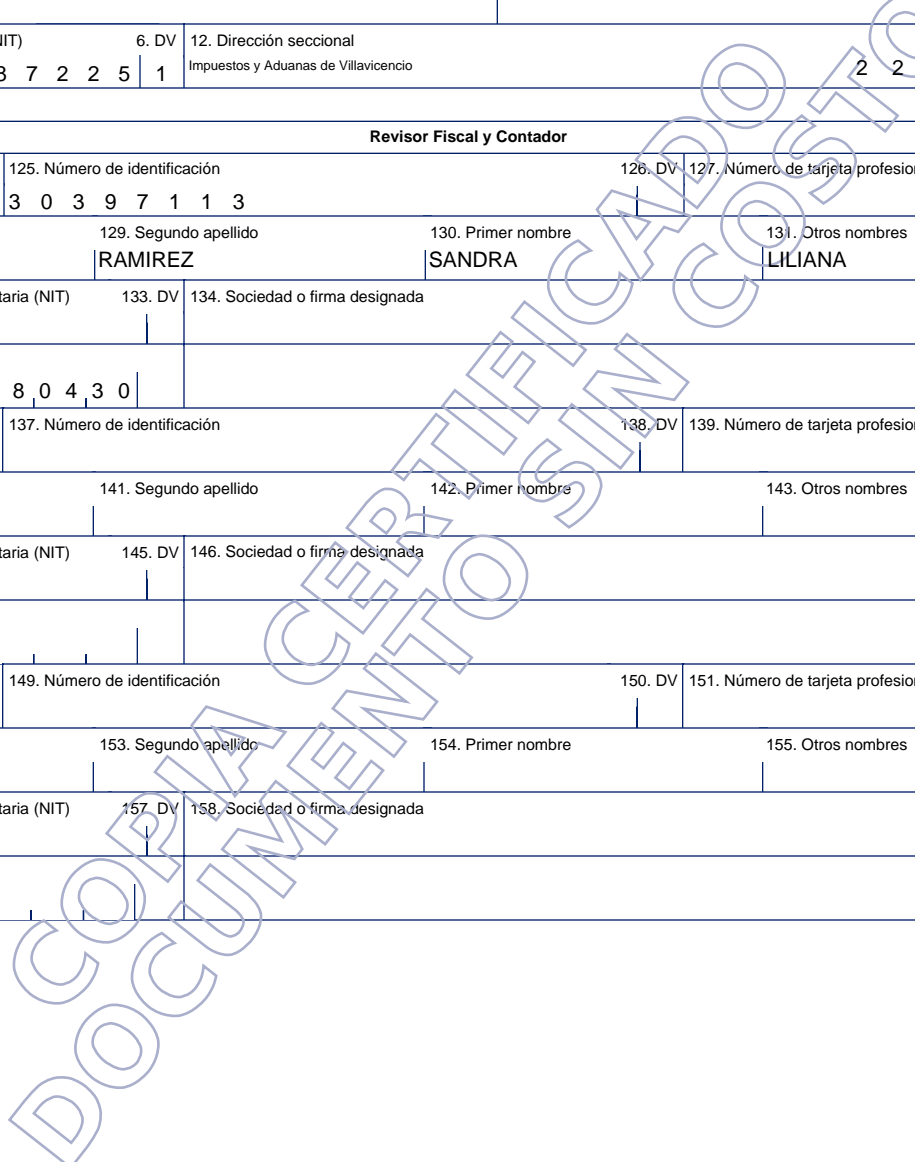 NIT) 6. DV 12. Dirección seccional
8 7 2 2 5 1 Impuestos y Aduanas de Villavicencio 2 2
Revisor Fiscal y Contador
125. Número de identificación 126. DV 127. Número de tarjeta profesion
3 0 3 9 7 1 1 3
129. Segundo apellido 130. Primer nombre 131. Otros nombres
RAMIREZ SANDRA LILIANA
taria (NIT) 133. DV 134. Sociedad o firma designada
8 0 4 3 0
137. Número de identificación 138. DV 139. Número de tarjeta profesion
141. Segundo apellido 142. Primer nombre 143. Otros nombres
taria (NIT) 145. DV 146. Sociedad o firma designada
149. Número de identificación 150. DV 151. Número de tarjeta profesion
153. Segundo apellido 154. Primer nombre 155. Otros nombres
taria (NIT) 157. DV 158. Sociedad o firma designada
COPIA CERTIFICADO
DOCUMENTO SIN COSTO